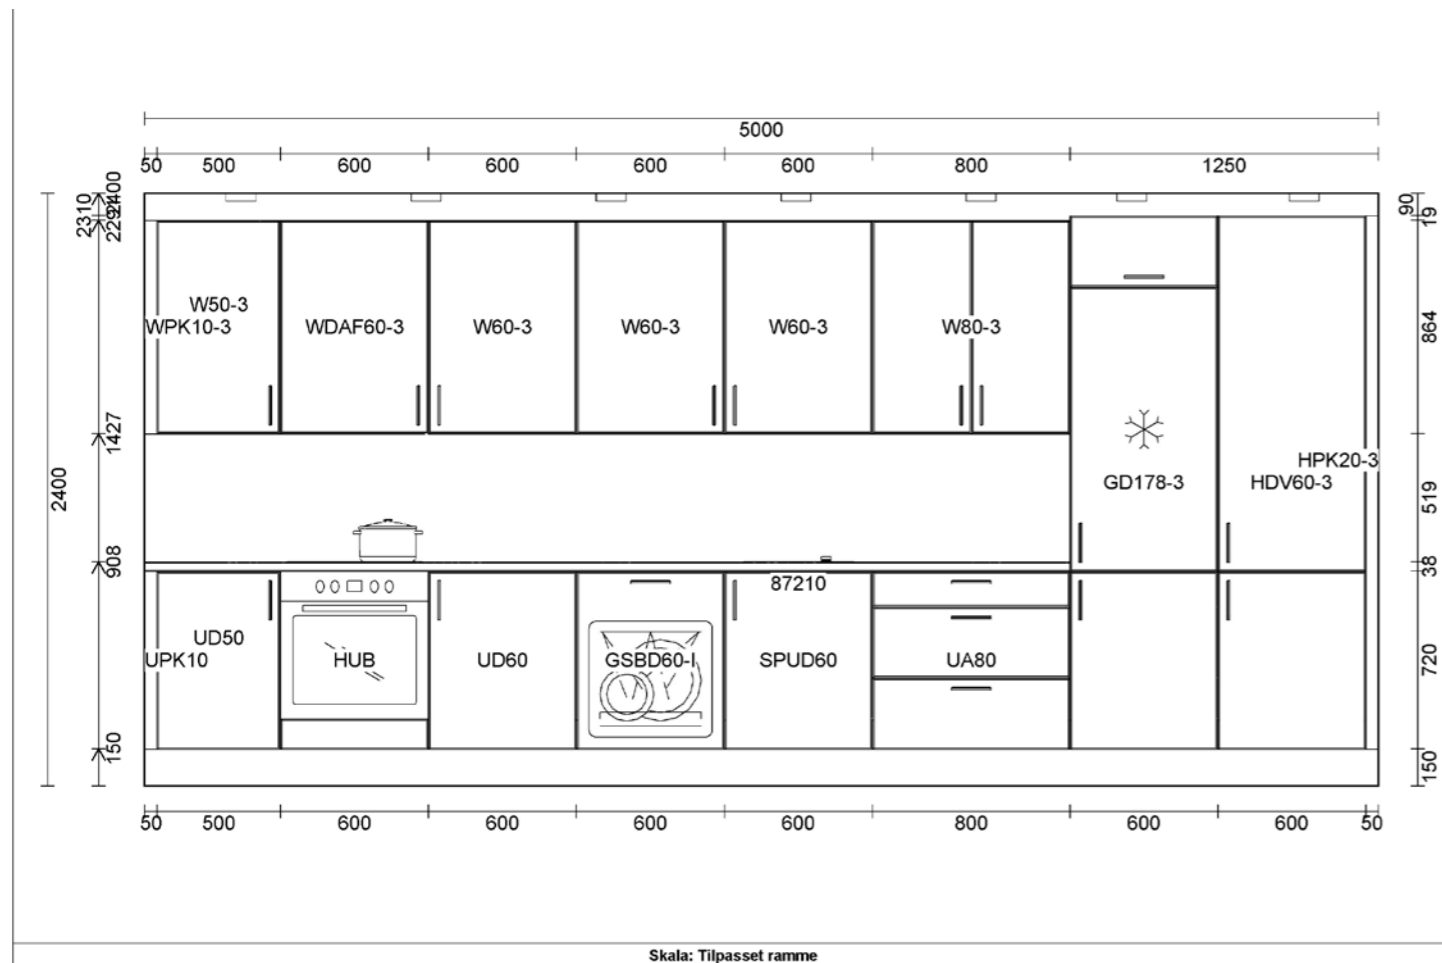 5000
50 500 600 600 600 600 800 1250
2400
2310
2291
90
19
W50-3
WPK10-3 WDAF60-3 W60-3 W60-3 W60-3 W80-3
864
1427
HPK20-3
GD178-3 HDV60-3
2400
519
908
38
87210
UD50
UPK10 HUB UD60 GSBD60-I SPUD60 UA80
720
150
150
50 500 600 600 600 600 800 600 600 50
Skala: Tilpasset ramme